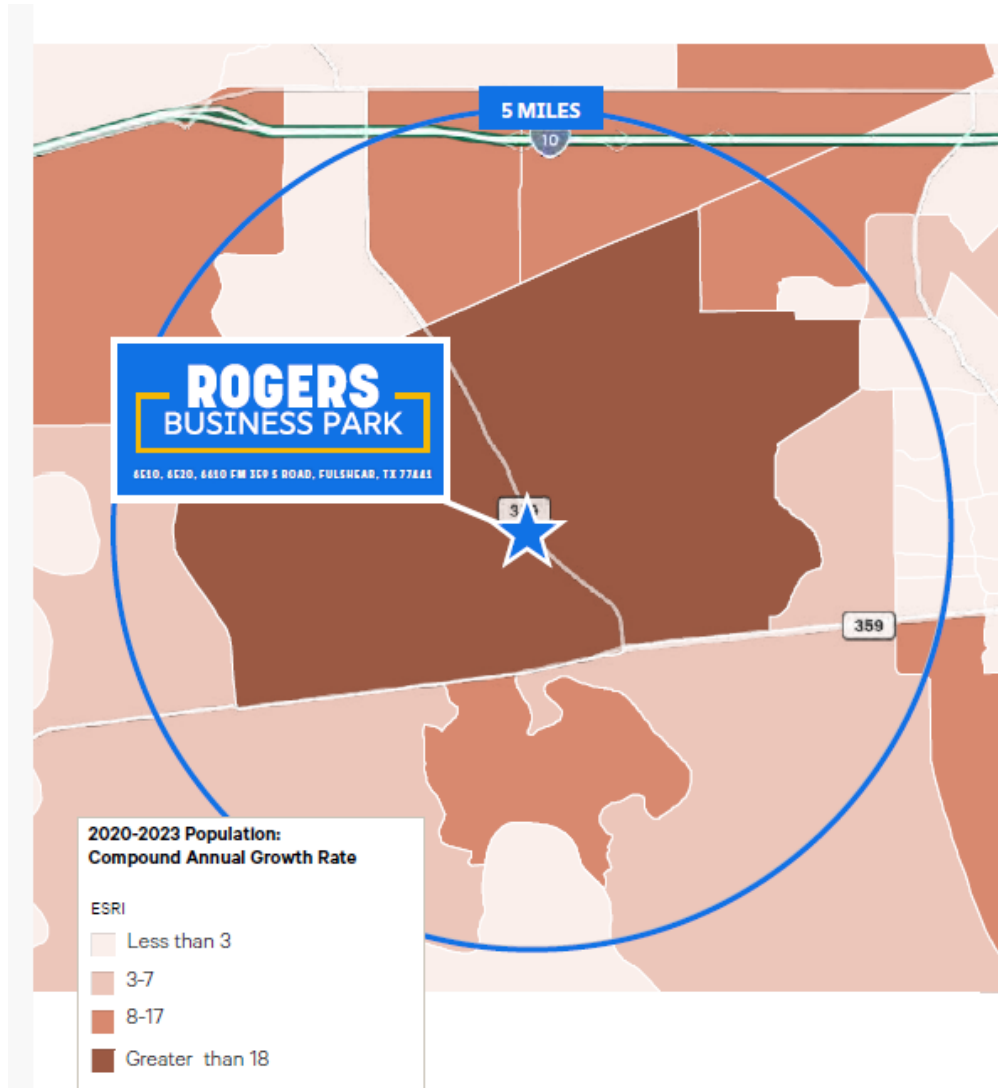 5 MILES
10
ROGERS
BUSINESS PARK
6510, 6520, 6610 FM 359 S ROAD, FULSHEAR, TX 77441
359
2020-2023 Population:
Compound Annual Growth Rate
ESRI
Less than 3
3-7
8-17
Greater than 18